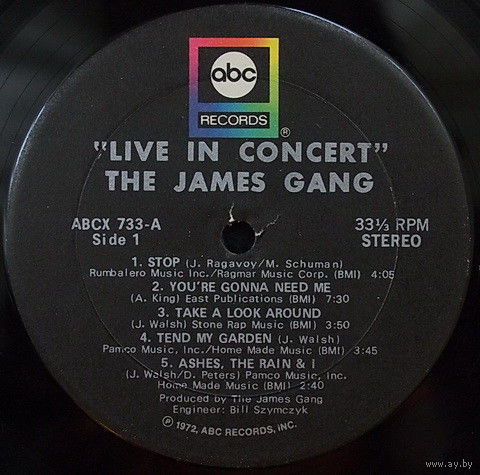 abc
RECORDS
®
"LIVE IN CONCERT"
THE JAMES GANG
ABCX 733-A
Side 1
33⅓ RPM
STEREO
1. STOP (J. Ragavoy/M. Schuman)
Rumbalero Music Inc./Ragmar Music Corp. (BMI) 4:05
2. YOU'RE GONNA NEED ME
(A. King) East Publications (BMI) 7:30
3. TAKE A LOOK AROUND
(J. Walsh) Stone Rap Music (BMI) 3:50
4. TEND MY GARDEN (J. Walsh)
Pamco Music, Inc./Home Made Music (BMI) 3:45
5. ASHES, THE RAIN & I
(J. Walsh/D. Peters) Pamco Music, Inc.
Home Made Music (BMI) 2:40
Produced by The James Gang
Engineer: Bill Szymczyk
℗ 1972, ABC RECORDS, INC.
www.ay.by